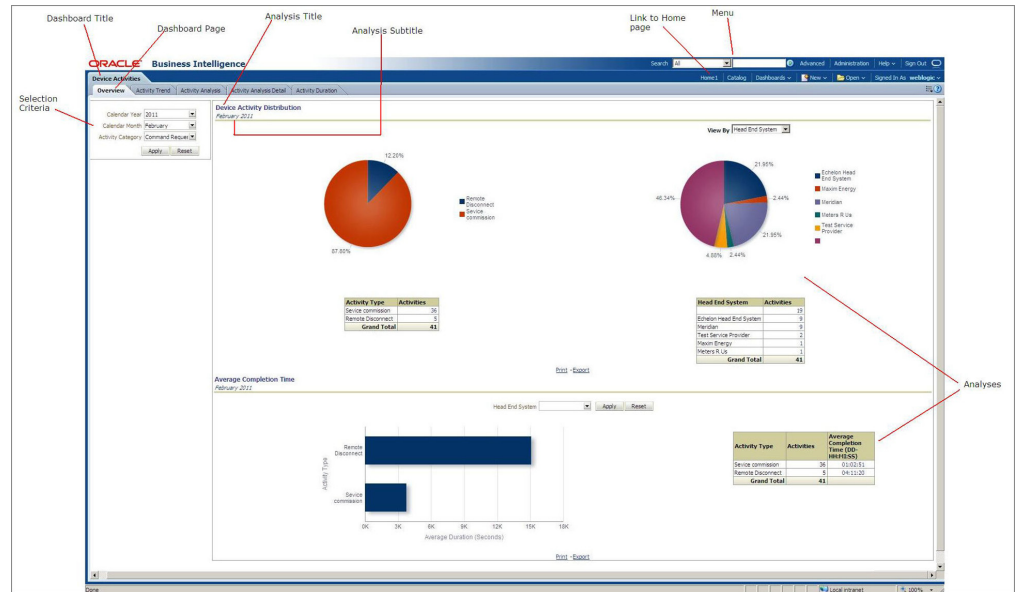 Dashboard Title
Dashboard Page
Analysis Title
Analysis Subtitle
Link to Home page
Menu
ORACLE Business Intelligence
Search All Advanced Administration Help Sign Out
Device Activities
Home1 Catalog Dashboards New Open Signed In As weblogic
Overview Activity Trend Activity Analysis Activity Analysis Detail Activity Duration
Selection Criteria
Calendar Year 2011
Calendar Month February
Activity Category Command Reques
Apply Reset
Device Activity Distribution
February 2011
View By Head End System
12.20%
87.80%
Remote Disconnect
Sevice commission
21.95%
2.44%
21.95%
2.44%
4.88%
46.34%
Echelon Head End System
Maxim Energy
Meridian
Meters R Us
Test Service Provider
Activity Type Activities
Sevice commission 36
Remote Disconnect 5
Grand Total 41
Head End System Activities
19
Echelon Head End System 9
Meridian 9
Test Service Provider 2
Maxim Energy 1
Meters R Us 1
Grand Total 41
Print - Export
Analyses
Average Completion Time
February 2011
Head End System Apply Reset
Activity Type
Remote Disconnect
Sevice commission
0K 3K 6K 9K 12K 15K 18K
Average Duration (Seconds)
Activity Type Activities Average Completion Time (DD-HH:MI:SS)
Sevice commission 36 01:02:51
Remote Disconnect 5 04:11:20
Grand Total 41
Print - Export
Done Local intranet 100%